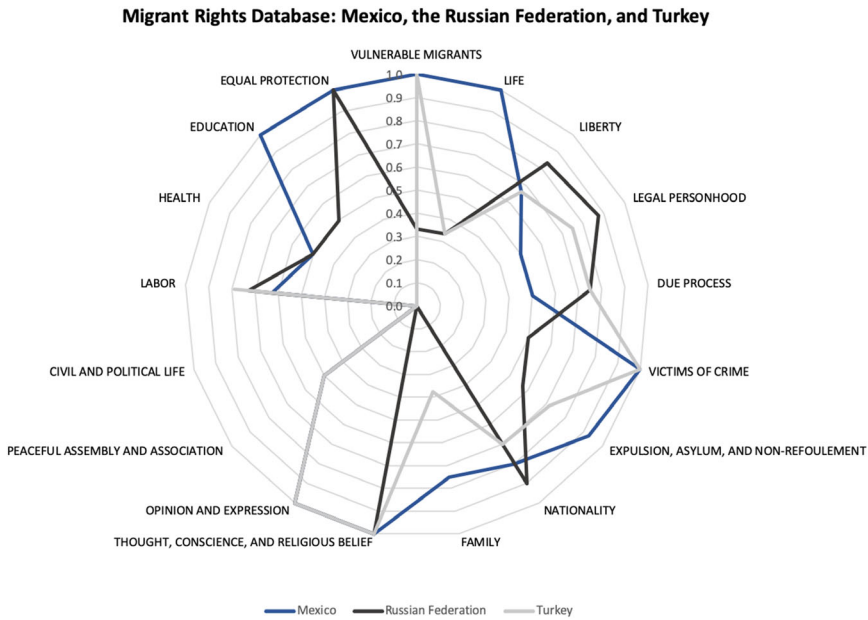 Migrant Rights Database: Mexico, the Russian Federation, and Turkey
VULNERABLE MIGRANTS
EQUAL PROTECTION
LIFE
EDUCATION
LIBERTY
HEALTH
LEGAL PERSONHOOD
LABOR
DUE PROCESS
CIVIL AND POLITICAL LIFE
VICTIMS OF CRIME
PEACEFUL ASSEMBLY AND ASSOCIATION
EXPULSION, ASYLUM, AND NON-REFOULEMENT
OPINION AND EXPRESSION
NATIONALITY
THOUGHT, CONSCIENCE, AND RELIGIOUS BELIEF
FAMILY
1.0
0.9
0.8
0.7
0.6
0.5
0.4
0.3
0.2
0.1
0.0
Mexico
Russian Federation
Turkey